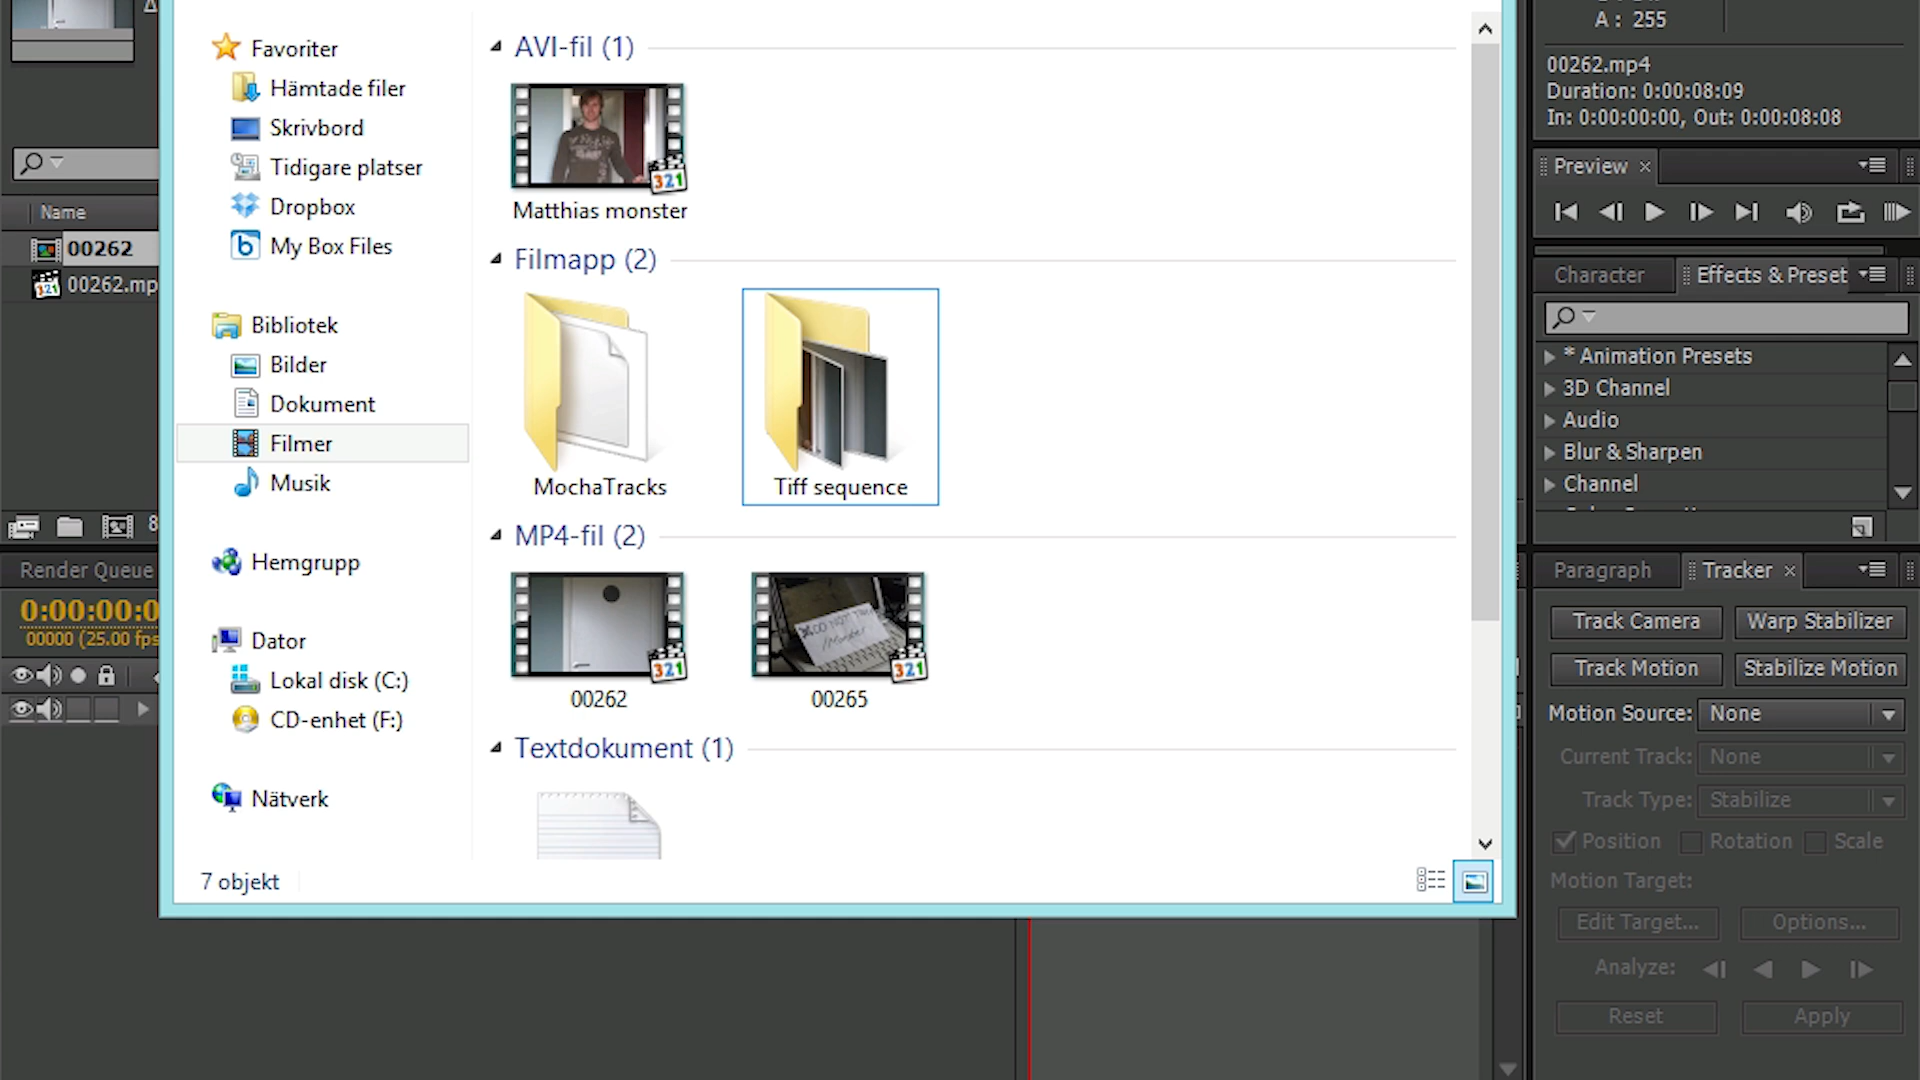 A : 255
00262.mp4
Duration: 0:00:08:09
In: 0:00:00:00, Out: 0:00:08:08
Favoriter
Hämtade filer
Skrivbord
Tidigare platser
Dropbox
My Box Files
Bibliotek
Bilder
Dokument
Filmer
Musik
Hemgrupp
Dator
Lokal disk (C:)
CD-enhet (F:)
Nätverk
7 objekt
AVI-fil (1)
321
Matthias monster
Filmapp (2)
MochaTracks
Tiff sequence
MP4-fil (2)
321
321
00262
00265
Textdokument (1)
Name
00262
00262.mp
8
Render Queue
0:00:00:0
00000 (25.00 fps
Preview
Character
Effects & Preset
* Animation Presets
3D Channel
Audio
Blur & Sharpen
Channel
Paragraph
Tracker
Track Camera
Warp Stabilizer
Track Motion
Stabilize Motion
Motion Source: None
Current Track: None
Track Type: Stabilize
Position
Rotation
Scale
Motion Target:
Edit Target...
Options...
Analyze:
Reset
Apply